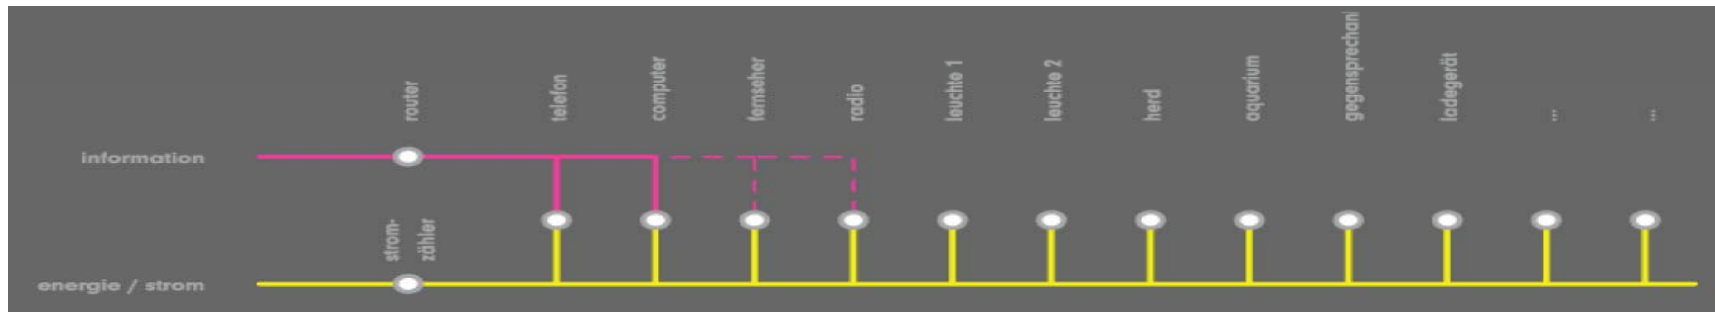 router
telefon
computer
fernseher
radio
leuchte 1
leuchte 2
herd
aquarium
gegensprechanl
ladegerät
...
...
information
strom-
zähler
energie / strom